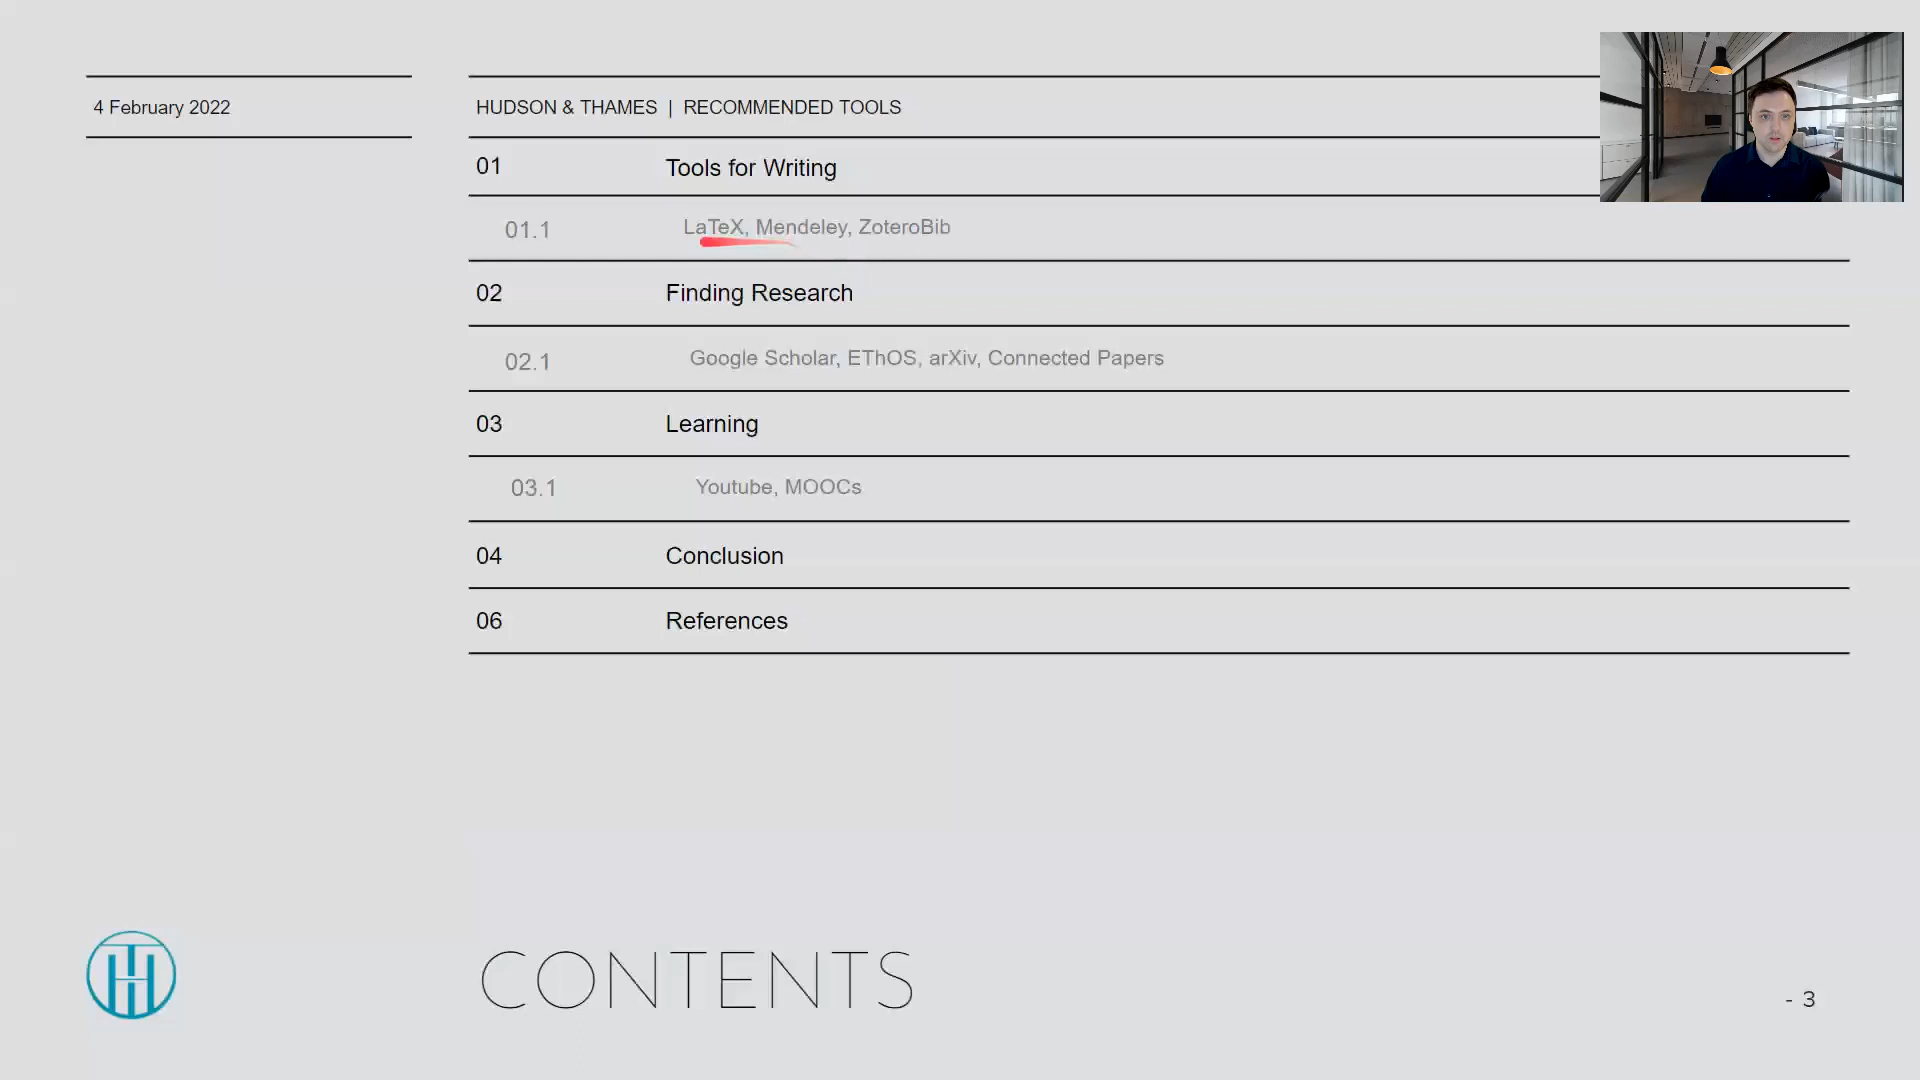 4 February 2022
HUDSON & THAMES | RECOMMENDED TOOLS
01 Tools for Writing
01.1 LaTeX, Mendeley, ZoteroBib
02 Finding Research
02.1 Google Scholar, EThOS, arXiv, Connected Papers
03 Learning
03.1 Youtube, MOOCs
04 Conclusion
06 References
CONTENTS
- 3